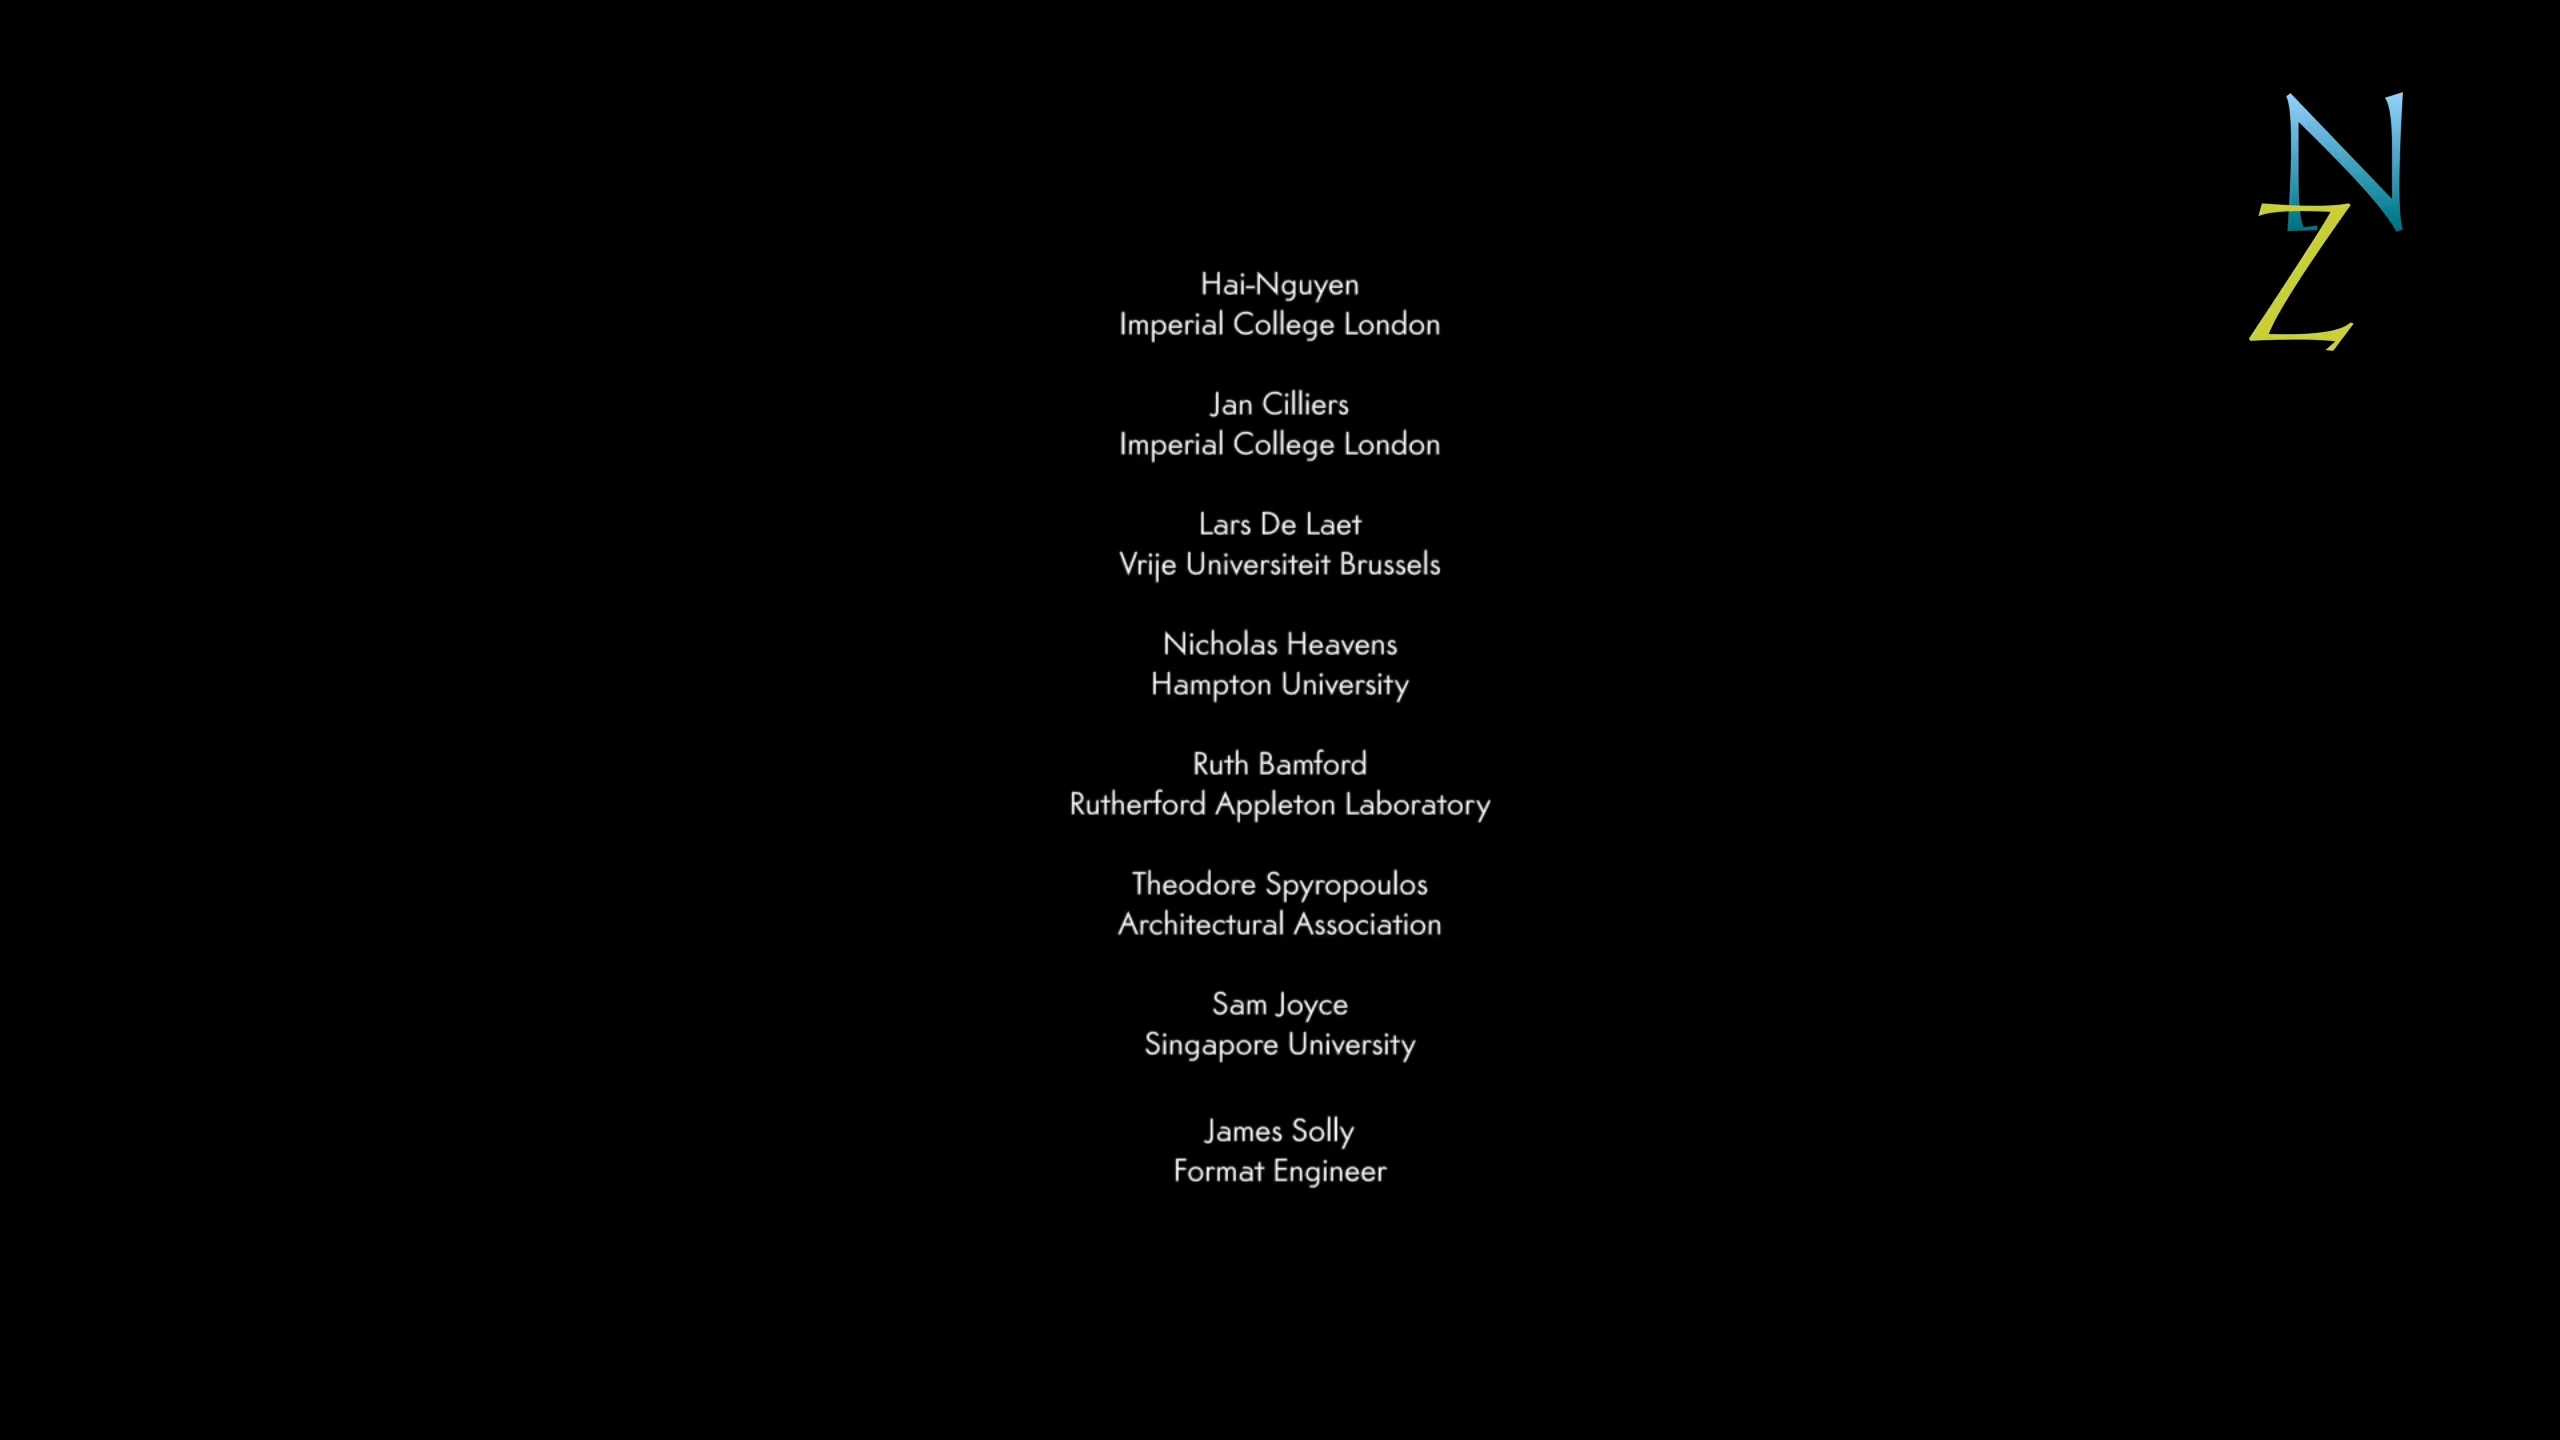 N
Z
Hai-Nguyen
Imperial College London
Jan Cilliers
Imperial College London
Lars De Laet
Vrije Universiteit Brussels
Nicholas Heavens
Hampton University
Ruth Bamford
Rutherford Appleton Laboratory
Theodore Spyropoulos
Architectural Association
Sam Joyce
Singapore University
James Solly
Format Engineer